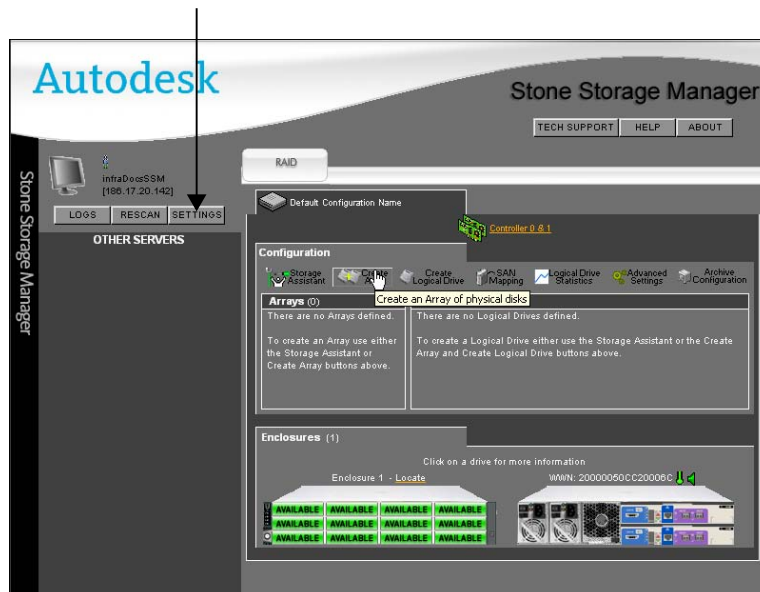 Autodesk
Stone Storage Manager
TECH SUPPORT HELP ABOUT
Stone Storage Manager
infraDocsSSM
[186.17.20.142]
LOGS RESCAN SETTINGS
OTHER SERVERS
RAID
Default Configuration Name
Controller 0 & 1
Configuration
Storage Assistant
Create
Create Logical Drive
SAN Mapping
Logical Drive Statistics
Advanced Settings
Archive Configuration
Create an Array of physical disks
Arrays (0)
There are no Arrays defined.
To create an Array use either
the Storage Assistant or
Create Array buttons above.
There are no Logical Drives defined.
To create a Logical Drive either use the Storage Assistant or the Create
Array and Create Logical Drive buttons above.
Enclosures (1)
Click on a drive for more information
Enclosure 1 - Locate
WWN: 20000050CC20006C
AVAILABLE AVAILABLE AVAILABLE AVAILABLE
AVAILABLE AVAILABLE AVAILABLE AVAILABLE
AVAILABLE AVAILABLE AVAILABLE AVAILABLE